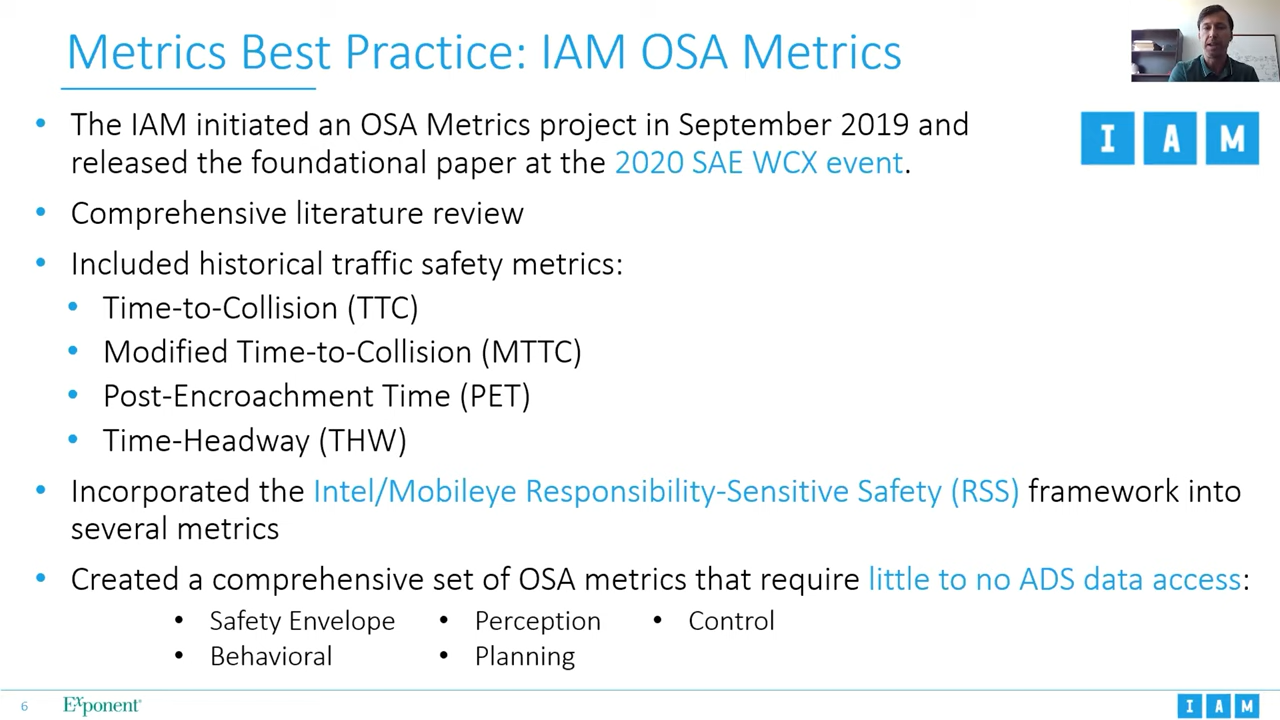 Metrics Best Practice: IAM OSA Metrics
I A M
• The IAM initiated an OSA Metrics project in September 2019 and
released the foundational paper at the 2020 SAE WCX event.
• Comprehensive literature review
• Included historical traffic safety metrics:
• Time-to-Collision (TTC)
• Modified Time-to-Collision (MTTC)
• Post-Encroachment Time (PET)
• Time-Headway (THW)
• Incorporated the Intel/Mobileye Responsibility-Sensitive Safety (RSS) framework into
several metrics
• Created a comprehensive set of OSA metrics that require little to no ADS data access:
• Safety Envelope • Perception • Control
• Behavioral • Planning
6 Exponent® I A M